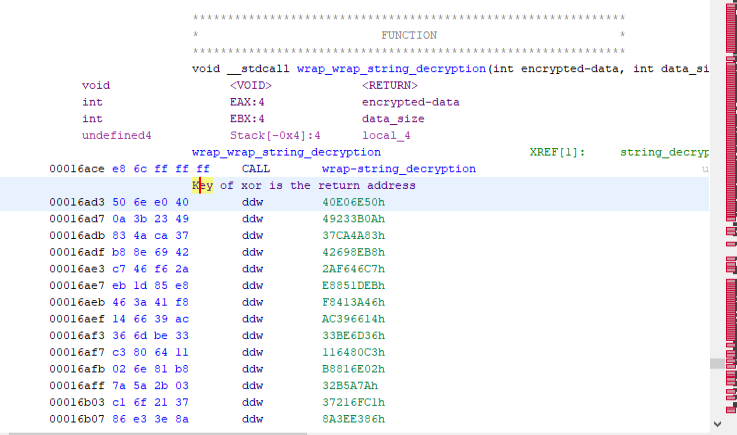 **************************************************************
* FUNCTION *
**************************************************************
void __stdcall wrap_wrap_string_decryption(int encrypted-data, int data_si
void <VOID> <RETURN>
int EAX:4 encrypted-data
int EBX:4 data_size
undefined4 Stack[-0x4]:4 local_4
wrap_wrap_string_decryption XREF[1]: string_decryp
00016ace e8 6c ff ff ff CALL wrap-string_decryption u
Key of xor is the return address
00016ad3 50 6e e0 40 ddw 40E06E50h
00016ad7 0a 3b 23 49 ddw 49233B0Ah
00016adb 83 4a ca 37 ddw 37CA4A83h
00016adf b8 8e 69 42 ddw 42698EB8h
00016ae3 c7 46 f6 2a ddw 2AF646C7h
00016ae7 eb 1d 85 e8 ddw E8851DEBh
00016aeb 46 3a 41 f8 ddw F8413A46h
00016aef 14 66 39 ac ddw AC396614h
00016af3 36 6d be 33 ddw 33BE6D36h
00016af7 c3 80 64 11 ddw 116480C3h
00016afb 02 6e 81 b8 ddw B8816E02h
00016aff 7a 5a 2b 03 ddw 32B5A7Ah
00016b03 c1 6f 21 37 ddw 37216FC1h
00016b07 86 e3 3e 8a ddw 8A3EE386h